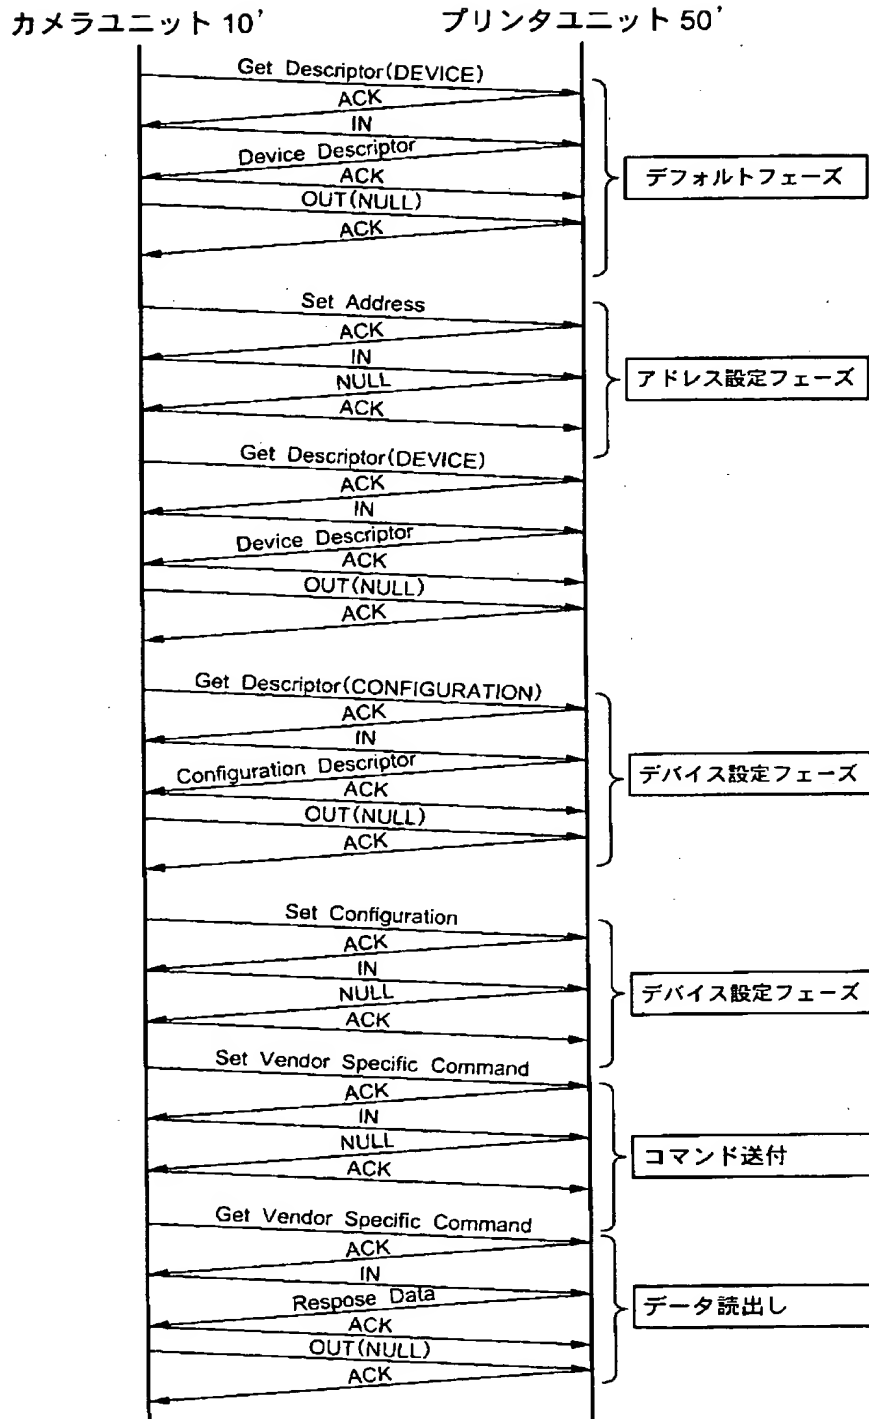 カメラユニット 10’
プリンタユニット 50’
Get Descriptor(DEVICE)
ACK
IN
Device Descriptor
ACK
OUT(NULL)
ACK
デフォルトフェーズ
Set Address
ACK
IN
NULL
ACK
アドレス設定フェーズ
Get Descriptor(DEVICE)
ACK
IN
Device Descriptor
ACK
OUT(NULL)
ACK
Get Descriptor(CONFIGURATION)
ACK
IN
Configuration Descriptor
ACK
OUT(NULL)
ACK
デバイス設定フェーズ
Set Configuration
ACK
IN
NULL
ACK
デバイス設定フェーズ
Set Vendor Specific Command
ACK
IN
NULL
ACK
コマンド送付
Get Vendor Specific Command
ACK
IN
Respose Data
ACK
OUT(NULL)
ACK
データ読出し